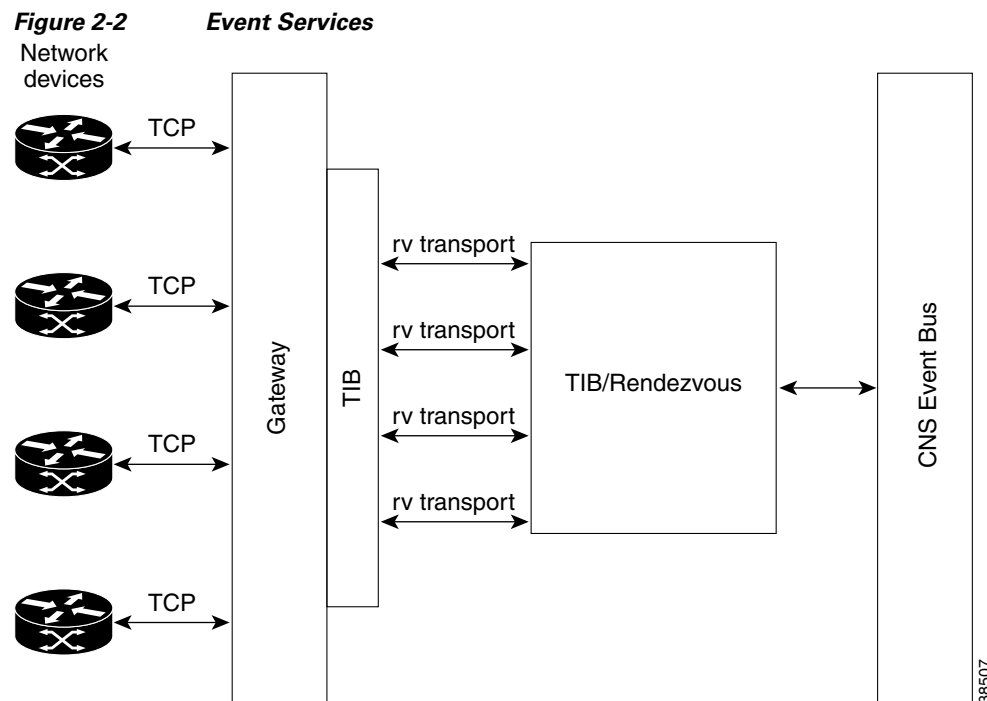 Figure 2-2 Event Services
Network
devices
TCP
TCP
TCP
TCP
Gateway
TIB
rv transport
rv transport
rv transport
rv transport
TIB/Rendezvous
CNS Event Bus
38507